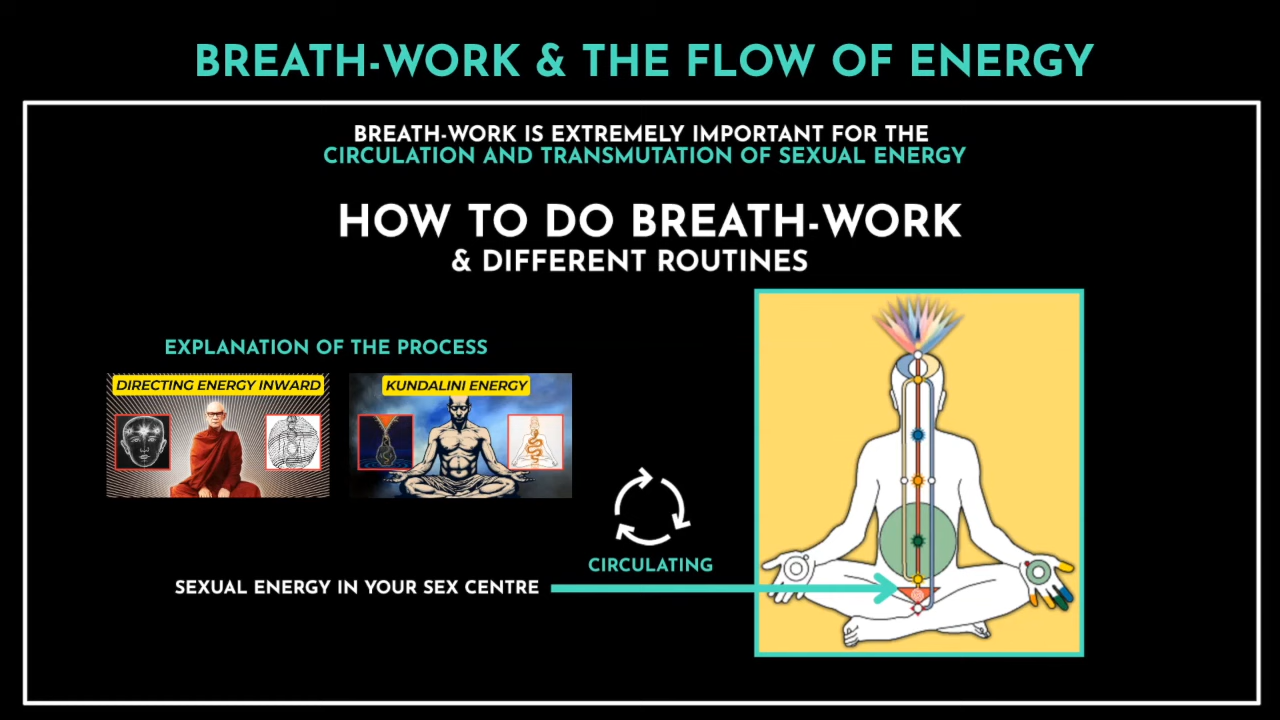 BREATH-WORK & THE FLOW OF ENERGY
BREATH-WORK IS EXTREMELY IMPORTANT FOR THE
CIRCULATION AND TRANSMUTATION OF SEXUAL ENERGY
HOW TO DO BREATH-WORK
& DIFFERENT ROUTINES
EXPLANATION OF THE PROCESS
DIRECTING ENERGY INWARD
KUNDALINI ENERGY
CIRCULATING
SEXUAL ENERGY IN YOUR SEX CENTRE